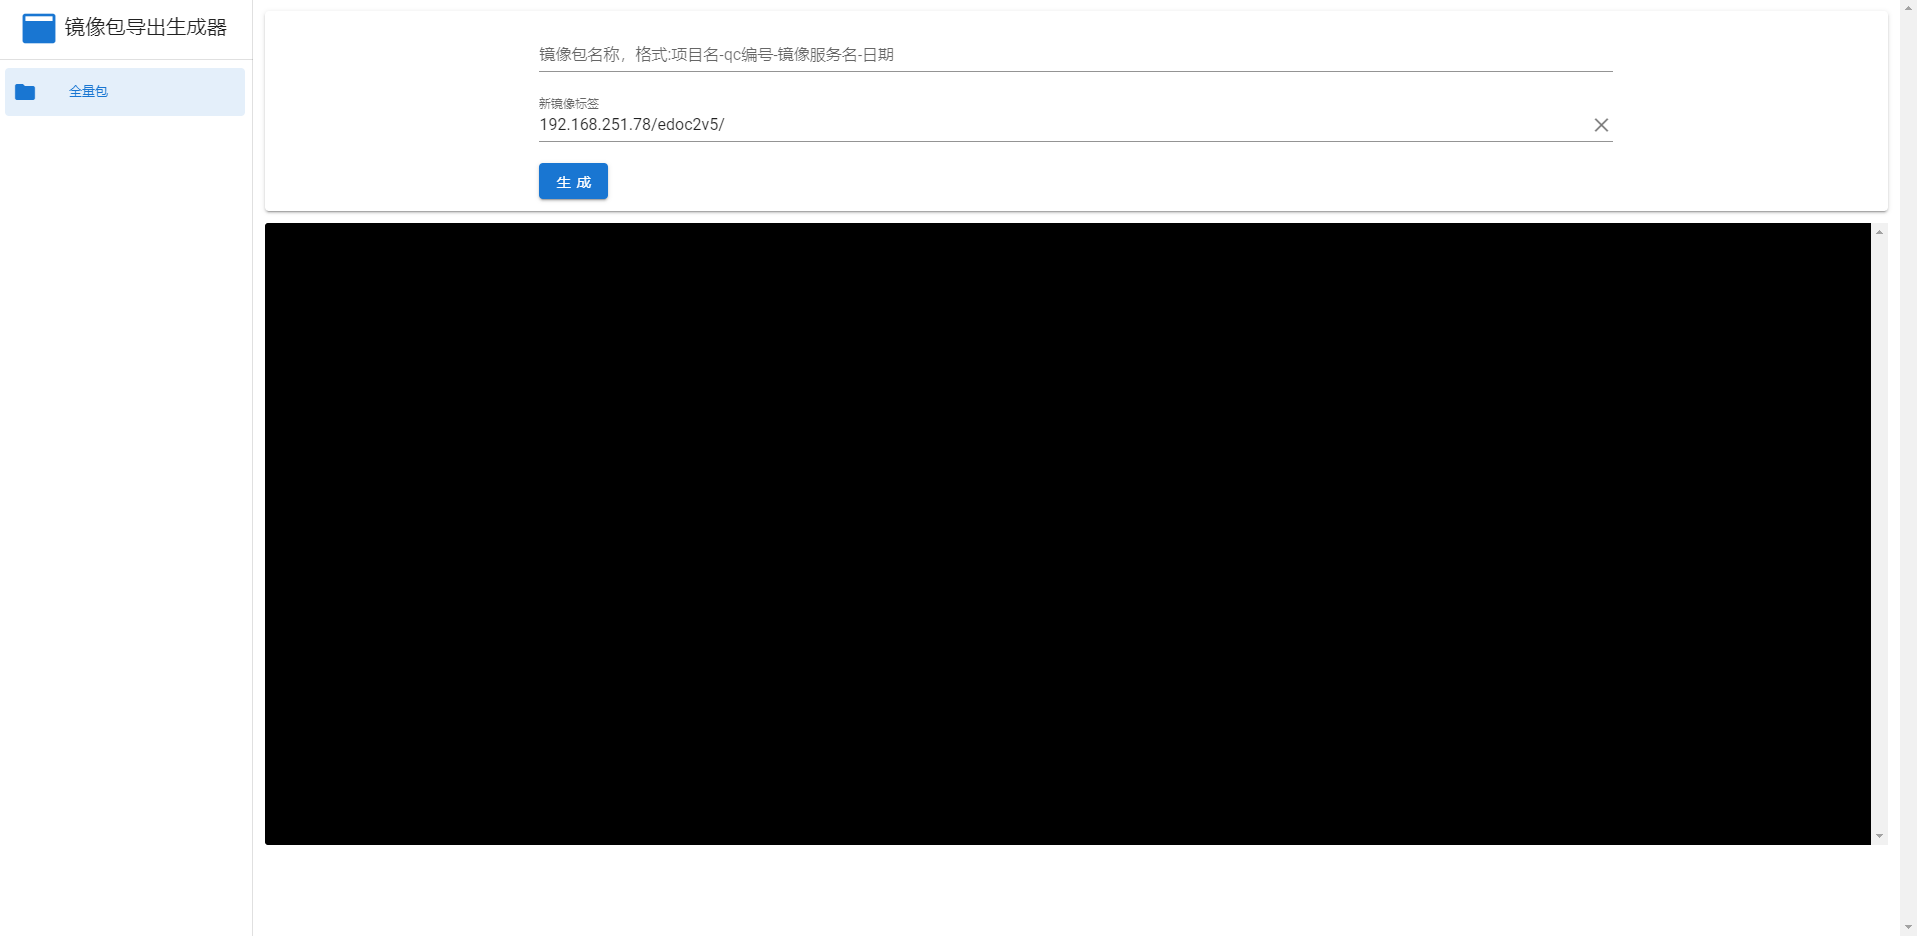 镜像包导出生成器
全量包
镜像包名称，格式:项目名-qc编号-镜像服务名-日期
新镜像标签
192.168.251.78/edoc2v5/
生 成